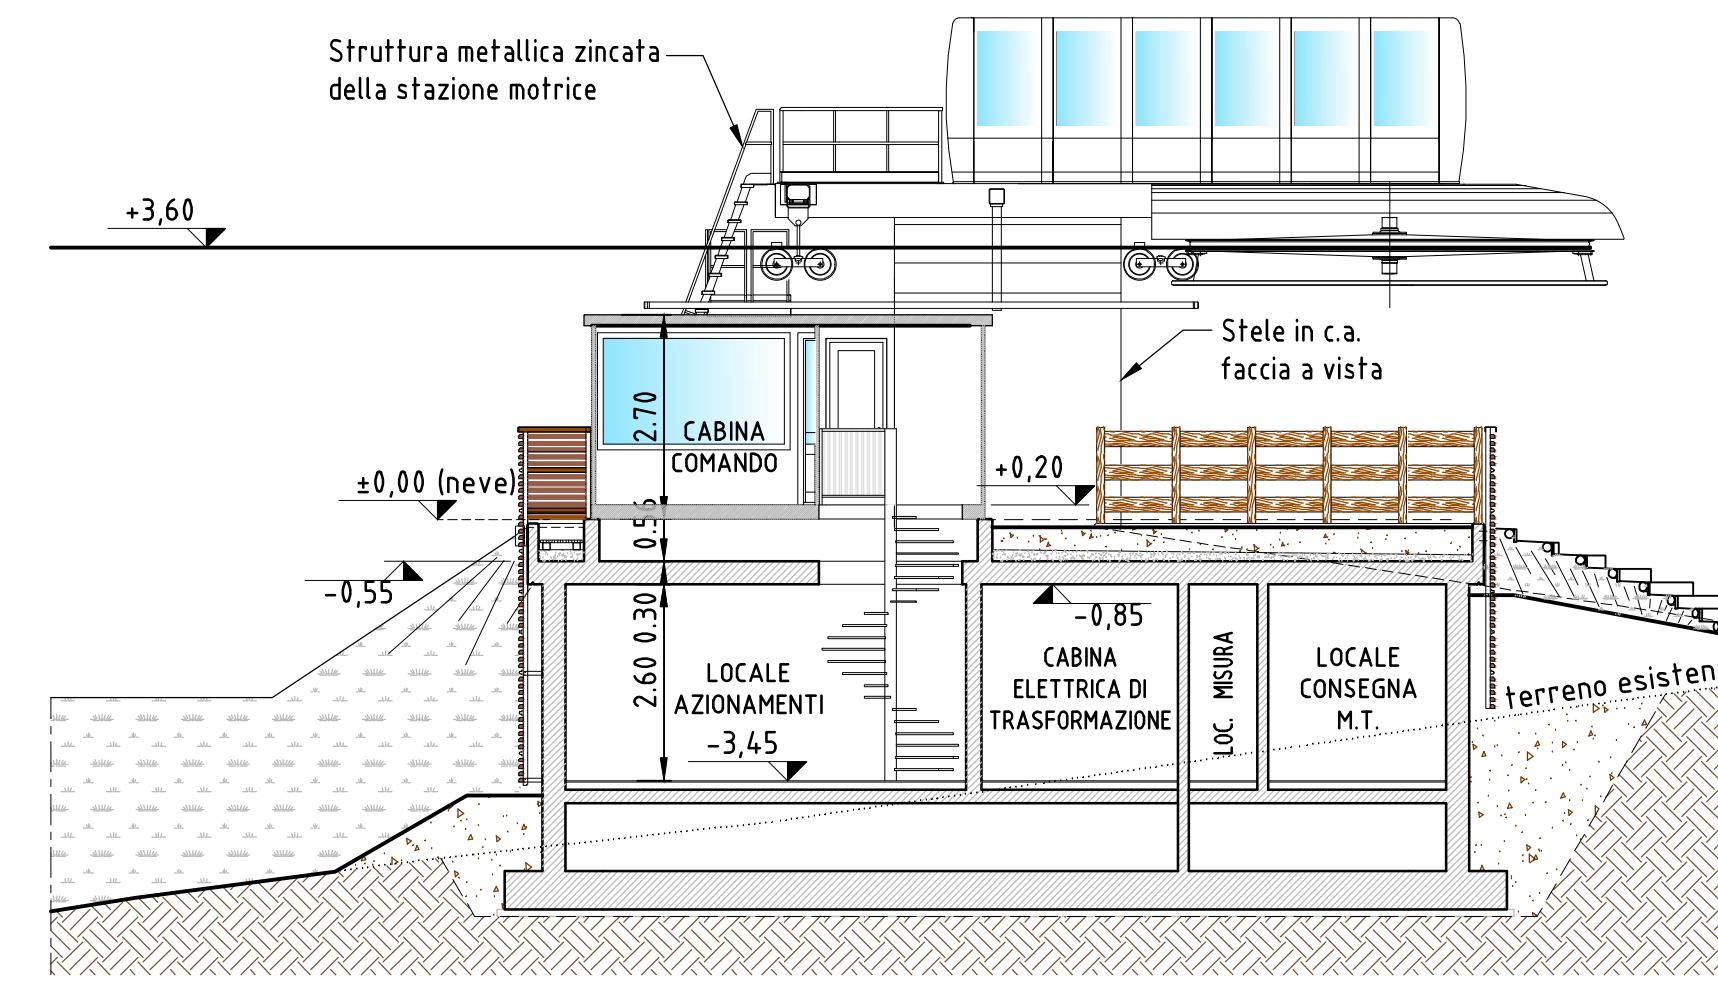 Struttura metallica zincata
della stazione motrice
+3,60
Stele in c.a.
faccia a vista
2.70
CABINA
COMANDO
±0,00 (neve)
+0,20
0.56
-0,55
0.30
2.60
-0,85
LOCALE
AZIONAMENTI
-3,45
CABINA
ELETTRICA DI
TRASFORMAZIONE
LOC. MISURA
LOCALE
CONSEGNA
M.T.
terreno esisten